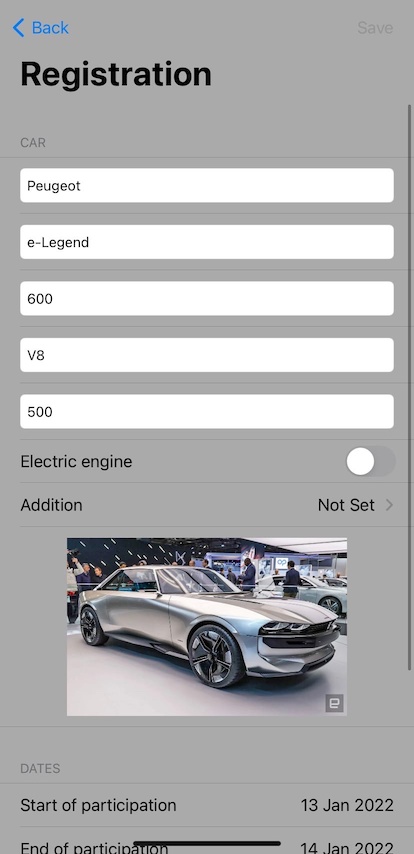 Back
Save
Registration
CAR
Peugeot
e-Legend
600
V8
500
Electric engine
Addition
Not Set
DATES
Start of participation
13 Jan 2022
End of participation
14 Jan 2022